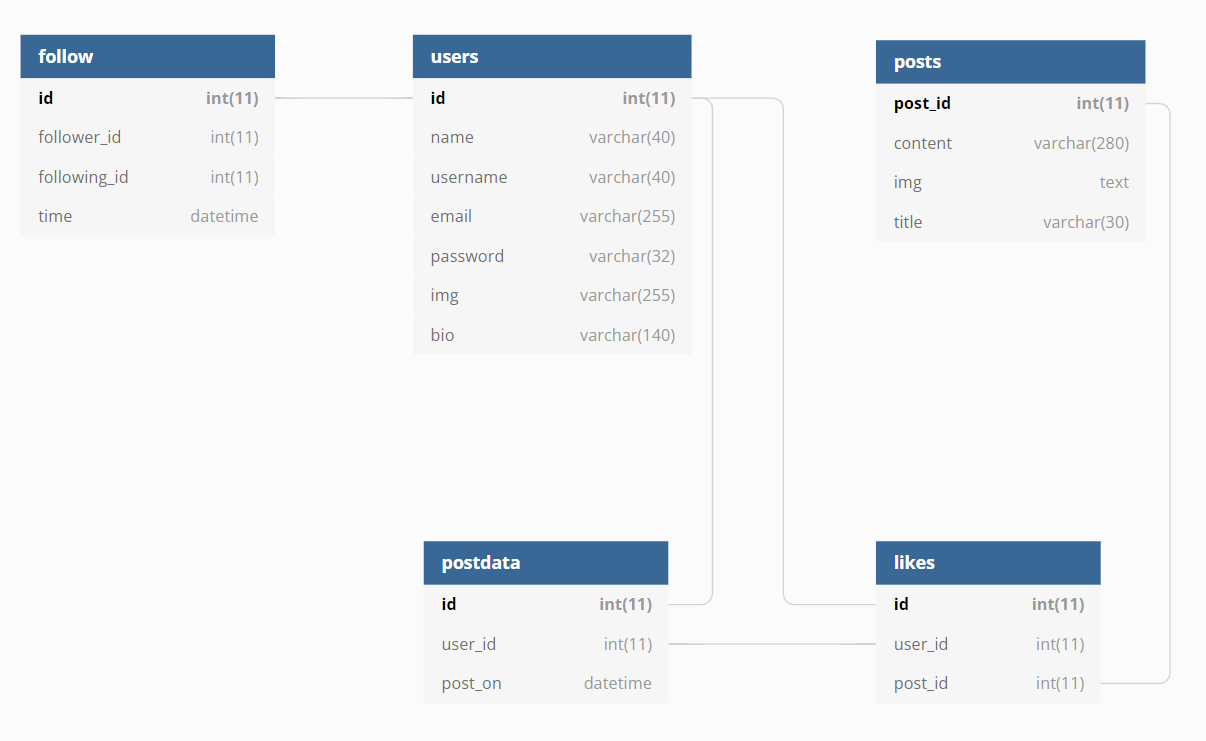 follow
id int(11)
follower_id int(11)
following_id int(11)
time datetime
users
id int(11)
name varchar(40)
username varchar(40)
email varchar(255)
password varchar(32)
img varchar(255)
bio varchar(140)
posts
post_id int(11)
content varchar(280)
img text
title varchar(30)
postdata
id int(11)
user_id int(11)
post_on datetime
likes
id int(11)
user_id int(11)
post_id int(11)